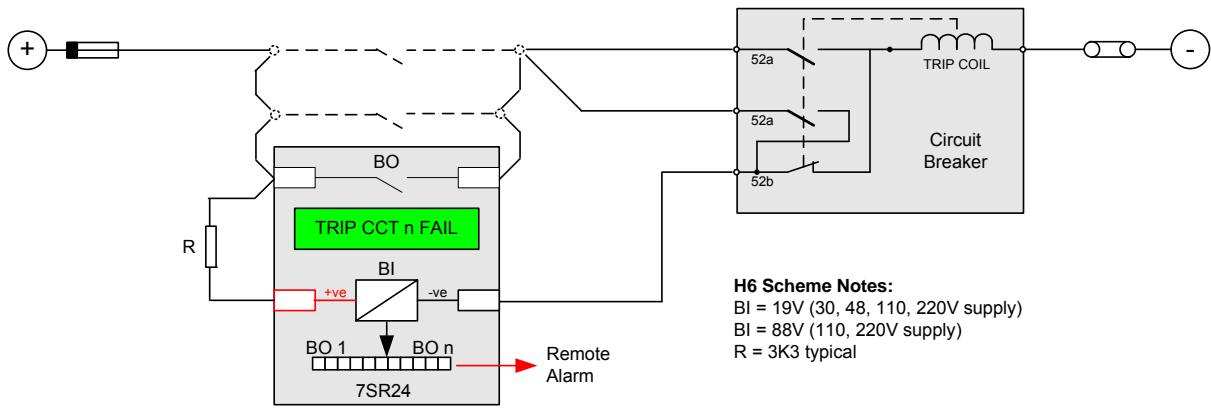 +
-
52a
TRIP COIL
52a
Circuit
Breaker
52b
BO
TRIP CCT n FAIL
R
BI
+ve
-ve
BO 1
BO n
7SR24
Remote
Alarm
H6 Scheme Notes:
BI = 19V (30, 48, 110, 220V supply)
BI = 88V (110, 220V supply)
R = 3K3 typical